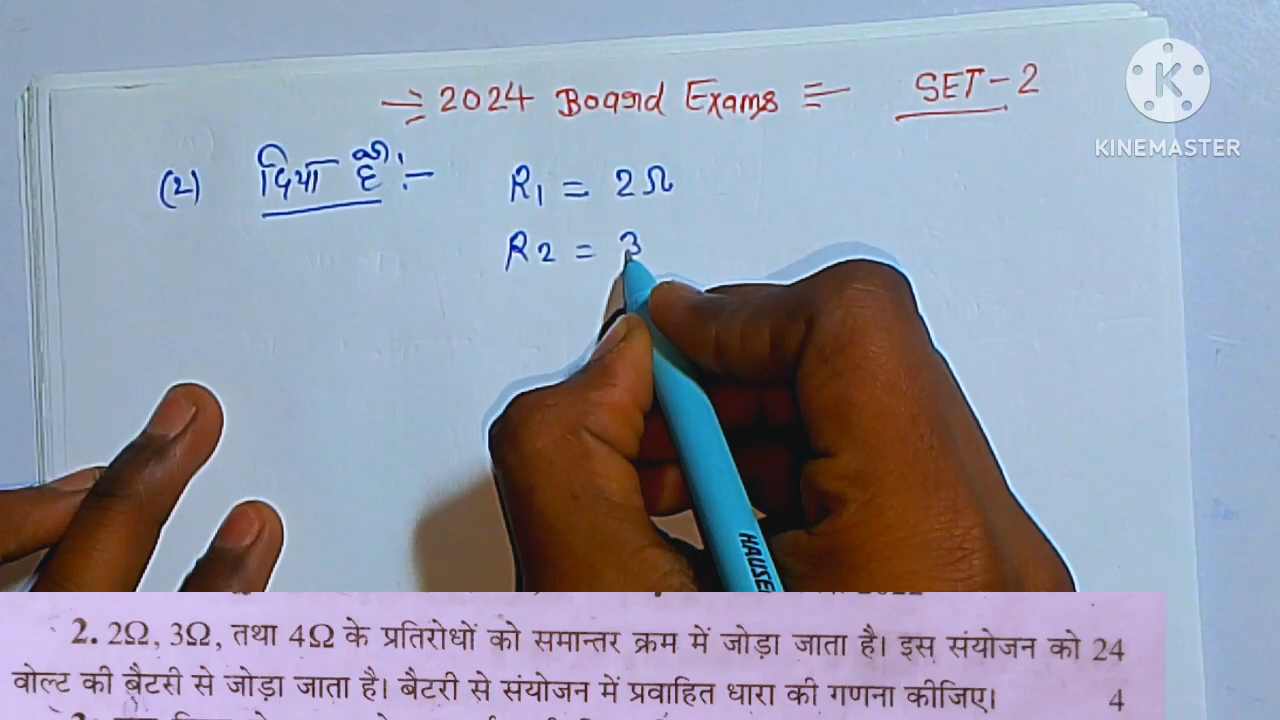 => 2024 Board Exams = SET-2
K
KINEMASTER
(2) दिया है :- R1 = 2Ω
R2 = 3
HAUSER
2. 2Ω, 3Ω, तथा 4Ω के प्रतिरोधों को समान्तर क्रम में जोड़ा जाता है। इस संयोजन को 24
वोल्ट की बैटरी से जोड़ा जाता है। बैटरी से संयोजन में प्रवाहित धारा की गणना कीजिए। 4